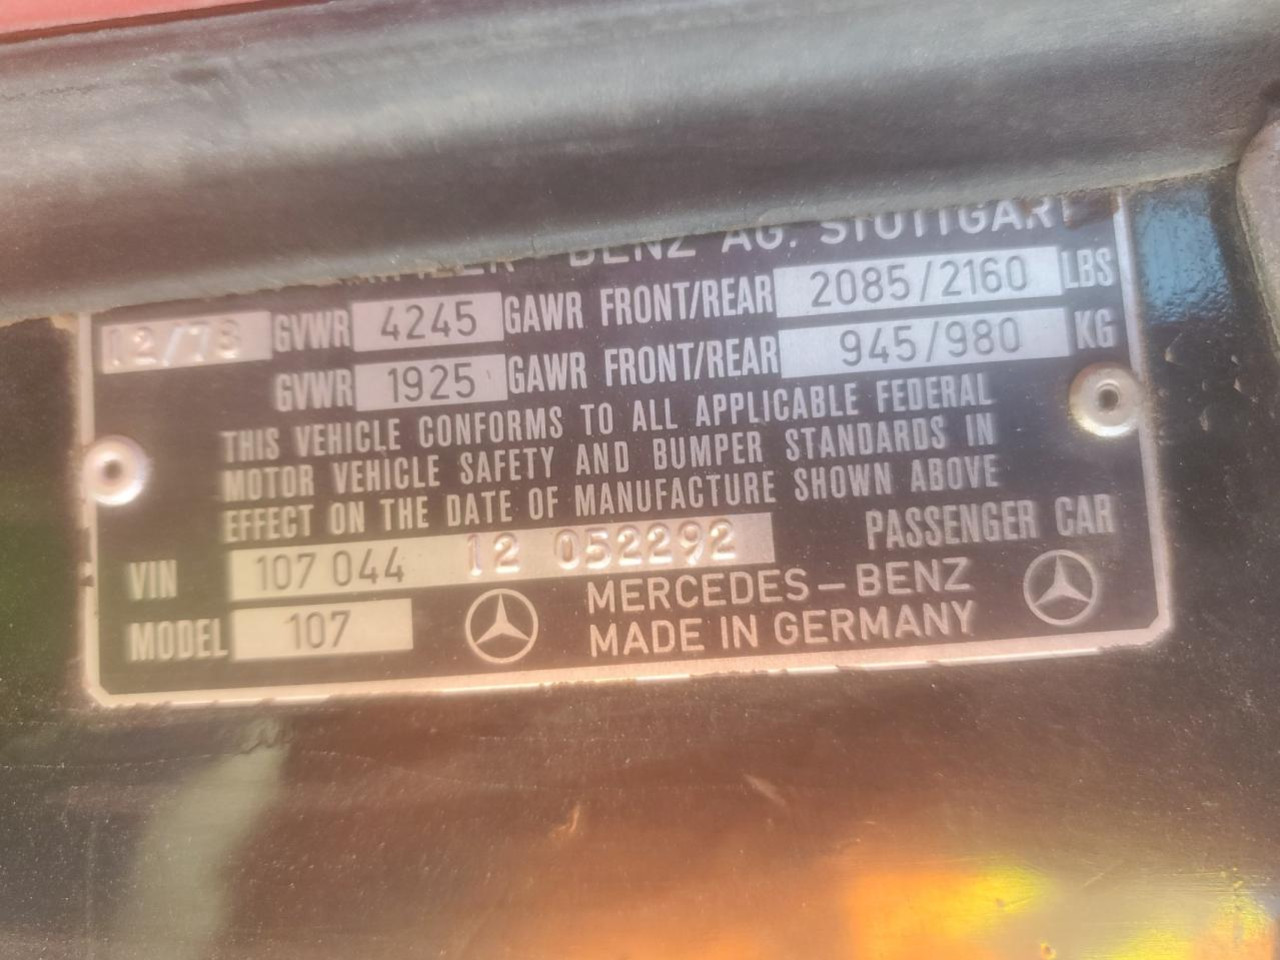 DAIMLER - BENZ AG. STUTTGART
12/78 GVWR 4245 GAWR FRONT/REAR 2085/2160 LBS
GVWR 1925 GAWR FRONT/REAR 945/980 KG
THIS VEHICLE CONFORMS TO ALL APPLICABLE FEDERAL
MOTOR VEHICLE SAFETY AND BUMPER STANDARDS IN
EFFECT ON THE DATE OF MANUFACTURE SHOWN ABOVE
VIN 107 044 12 052292 PASSENGER CAR
MODEL 107 MERCEDES-BENZ
MADE IN GERMANY